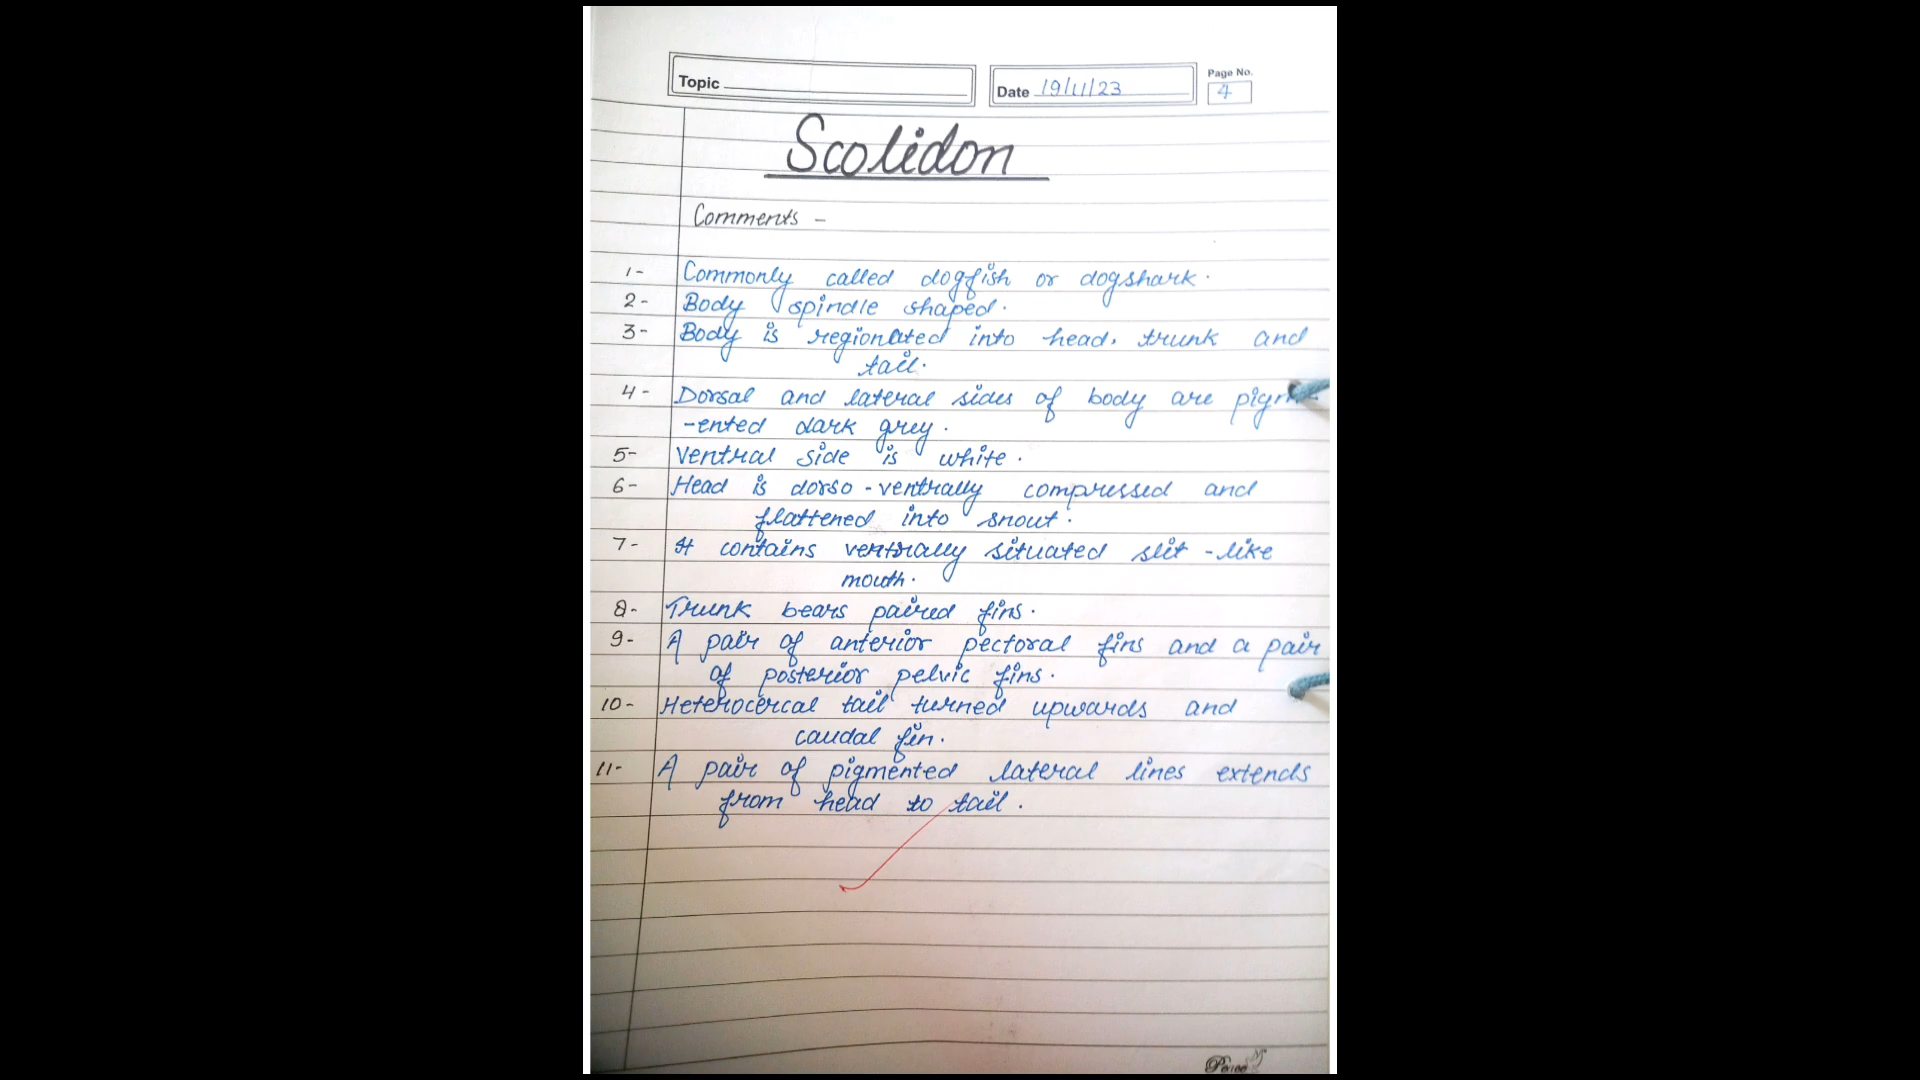 Topic
Date 19/11/23
Page No.
4
Scolidon
Comments -
1- Commonly called dogfish or dogshark.
2- Body spindle shaped.
3- Body is regionated into head, trunk and
tail.
4- Dorsal and lateral sides of body are pigm
-ented dark grey.
5- Ventral side is white.
6- Head is dorso-ventrally compressed and
flattened into snout.
7- It contains ventrally situated slit-like
mouth.
8- Trunk bears paired fins.
9- A pair of anterior pectoral fins and a pair
of posterior pelvic fins.
10- Heterocercal tail turned upwards and
caudal fin.
11- A pair of pigmented lateral lines extends
from head to tail.